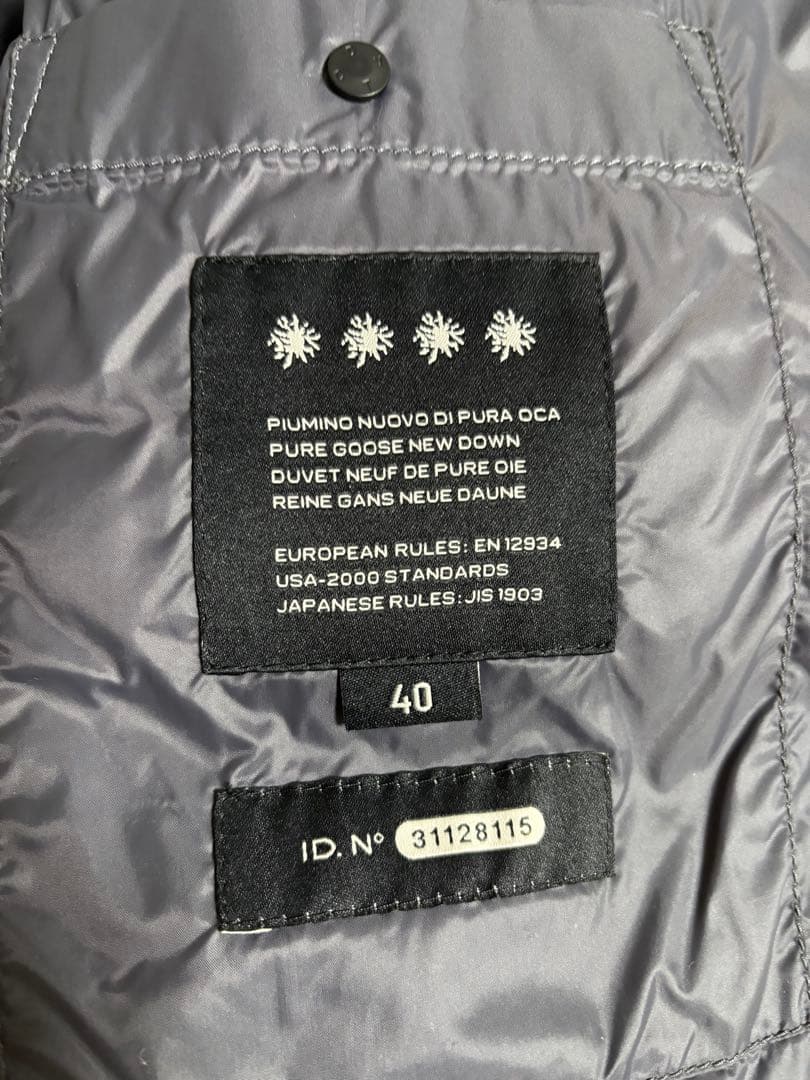 PIUMINO NUOVO DI PURA OCA
PURE GOOSE NEW DOWN
DUVET NEUF DE PURE OIE
REINE GANS NEUE DAUNE
EUROPEAN RULES: EN 12934
USA-2000 STANDARDS
JAPANESE RULES: JIS 1903
40
ID. Nº 31128115